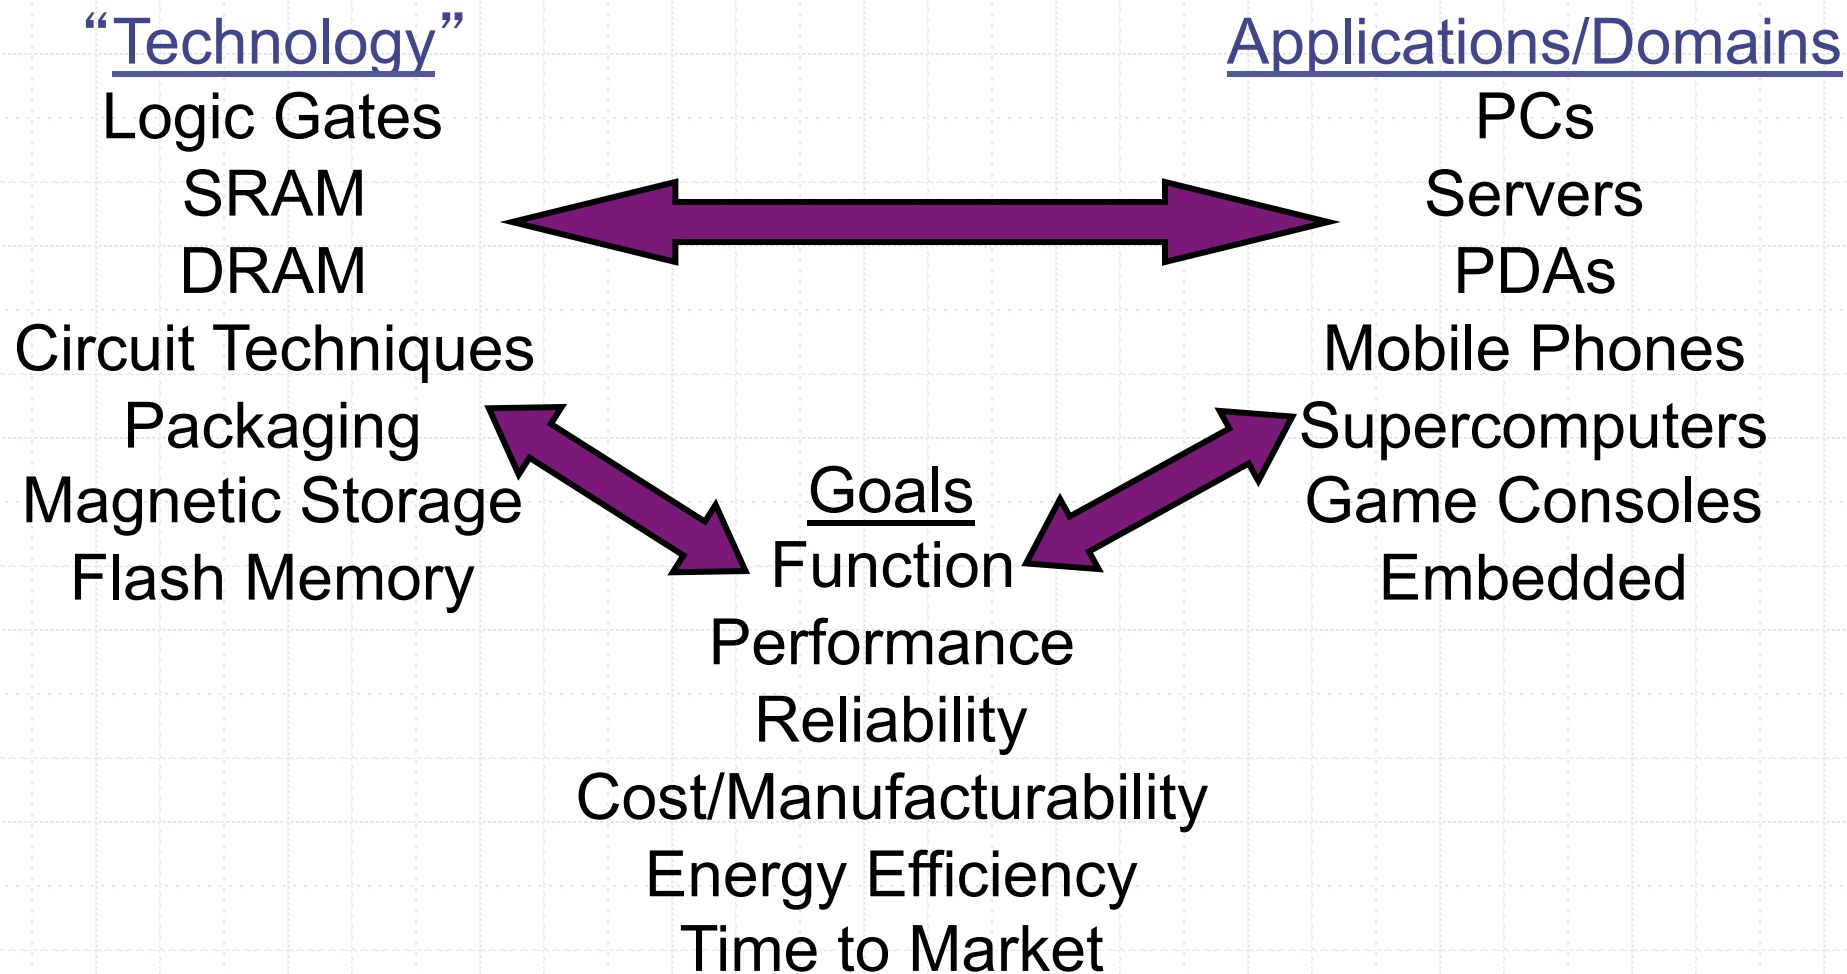 “Technology”
Logic Gates
SRAM
DRAM
Circuit Techniques
Packaging
Magnetic Storage
Flash Memory
Applications/Domains
PCs
Servers
PDAs
Mobile Phones
Supercomputers
Game Consoles
Embedded
Goals
Function
Performance
Reliability
Cost/Manufacturability
Energy Efficiency
Time to Market